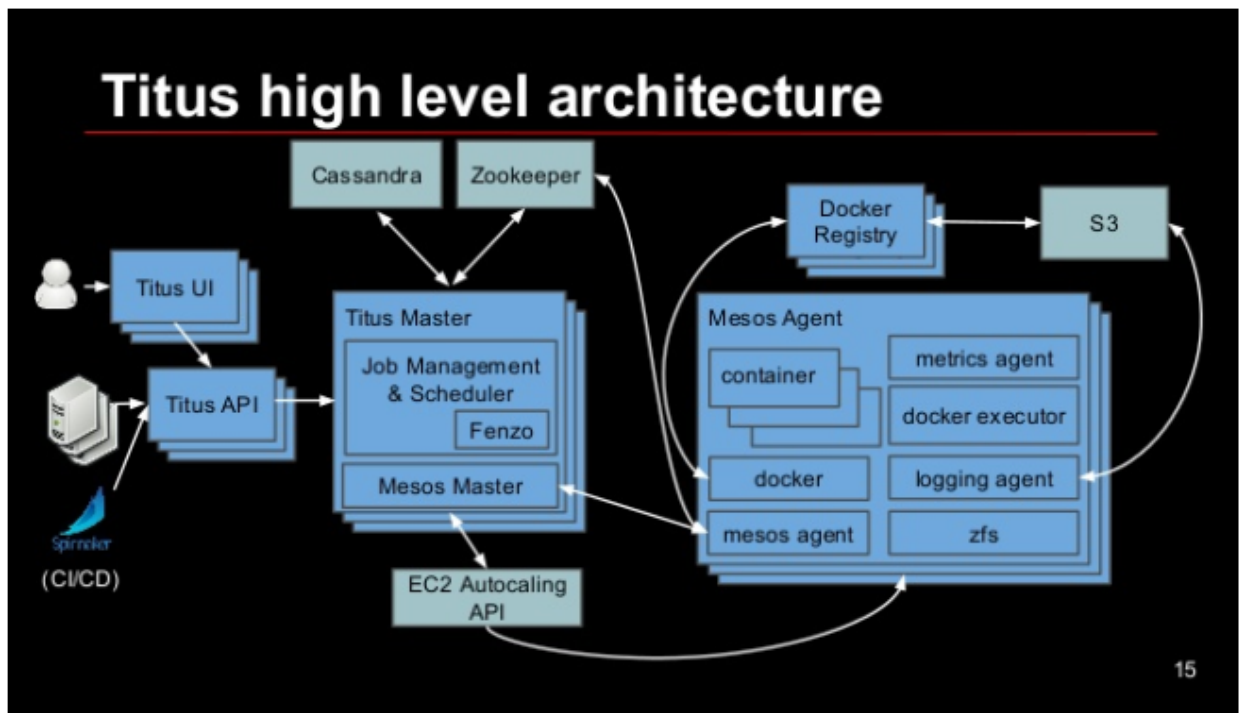 Titus high level architecture
Cassandra
Zookeeper
Docker
Registry
S3
Titus UI
Titus API
Titus Master
Job Management
& Scheduler
Fenzo
Mesos Master
Mesos Agent
container
metrics agent
docker executor
docker
logging agent
mesos agent
zfs
Spinnaker
(CI/CD)
EC2 Autocaling
API
15